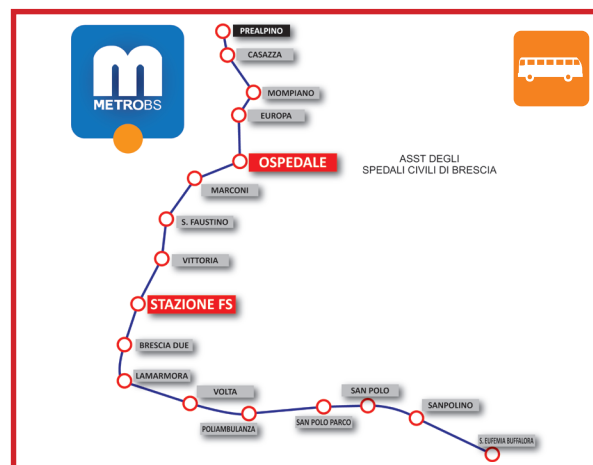 PREALPINO
CASAZZA
METROBS
MOMPIANO
EUROPA
OSPEDALE
ASST DEGLI
SPEDALI CIVILI DI BRESCIA
MARCONI
S. FAUSTINO
VITTORIA
STAZIONE FS
BRESCIA DUE
LAMARMORA
VOLTA
POLIAMBULANZA
SAN POLO PARCO
SAN POLO
SANPOLINO
S. EUFEMIA BUFFALORA